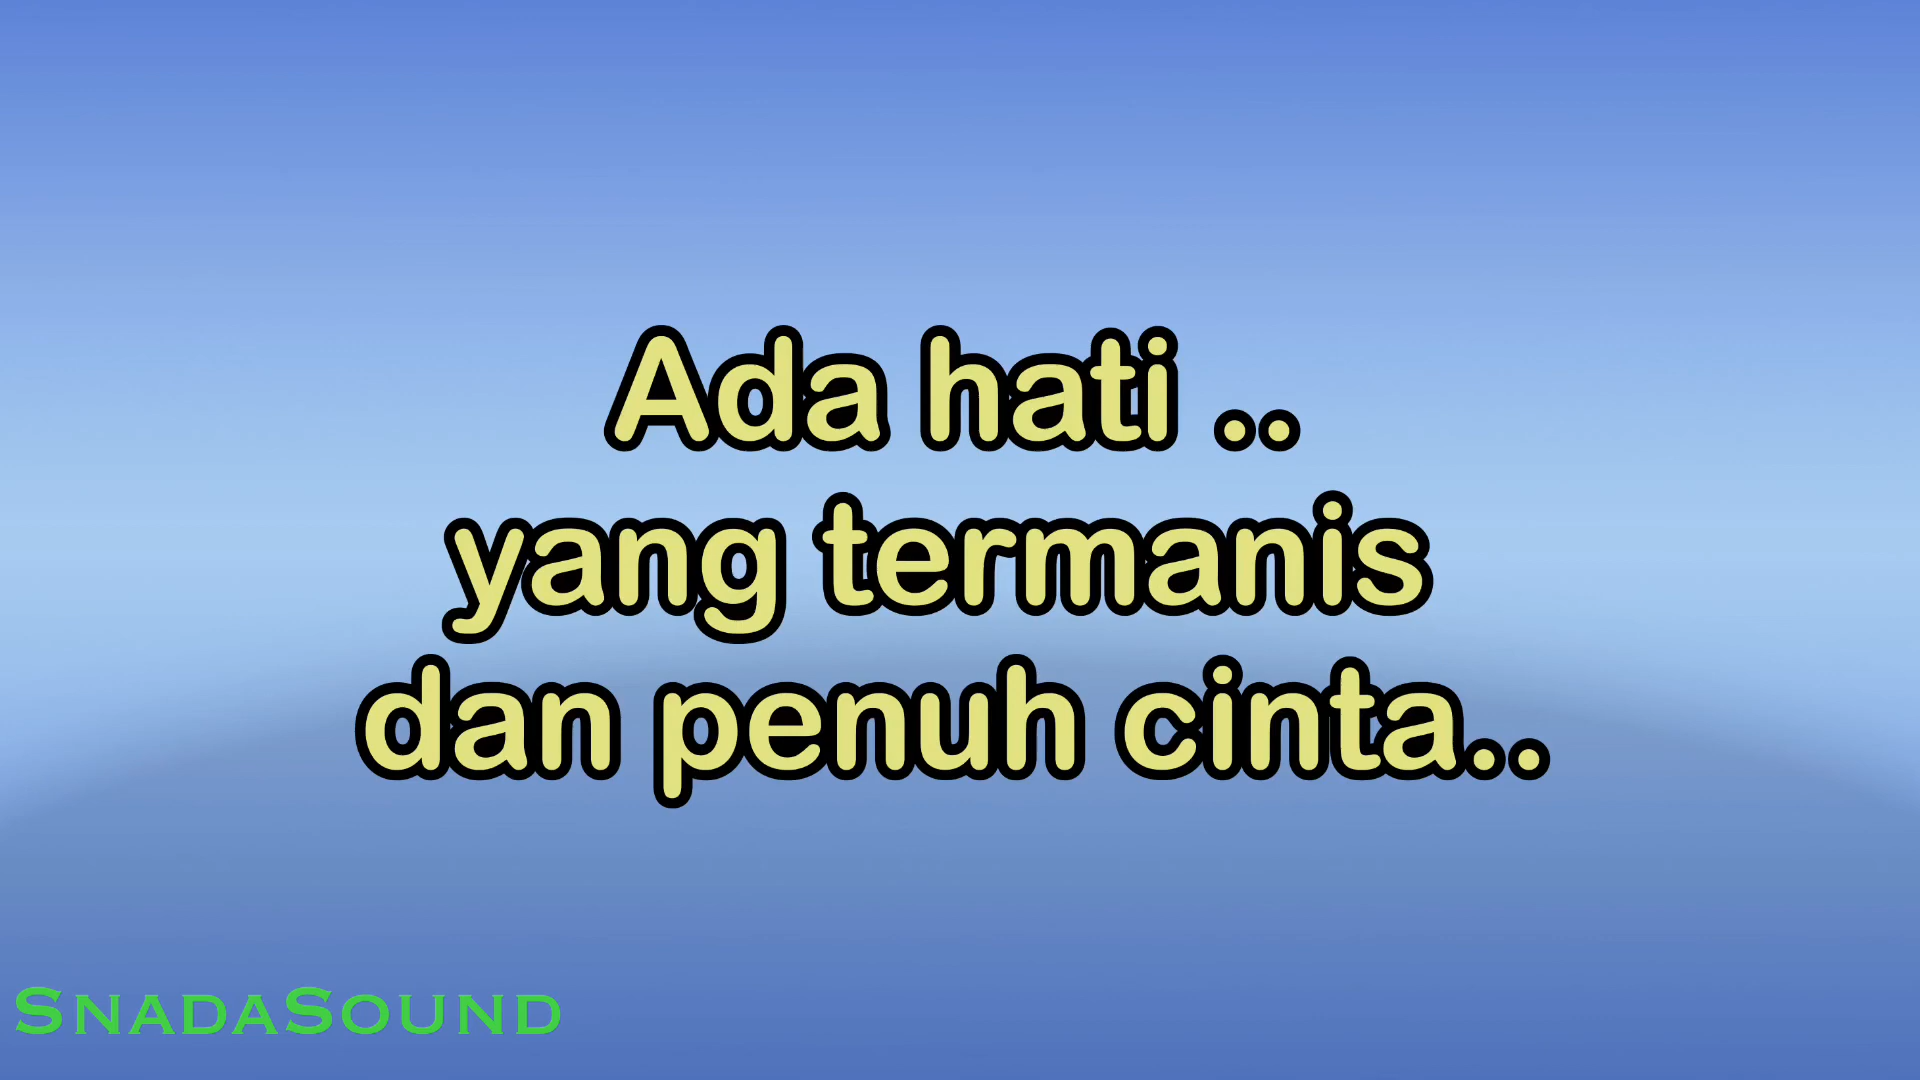 Ada hati ..
yang termanis
dan penuh cinta..
SNADASOUND